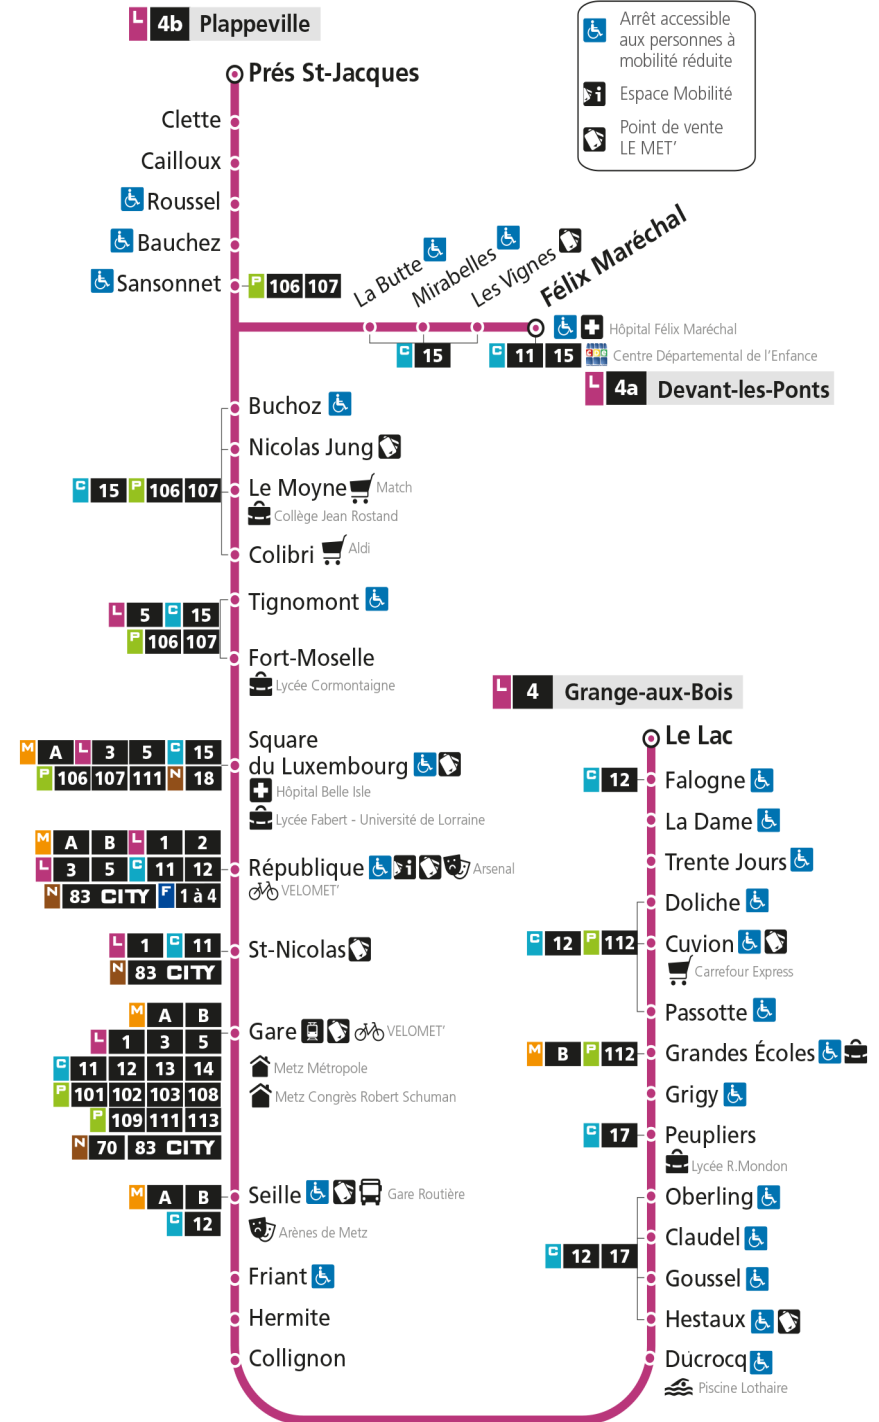 L 4b Plappeville
Arrêt accessible
aux personnes à
mobilité réduite
Espace Mobilité
Point de vente
LE MET’
Prés St-Jacques
Clette
Cailloux
Roussel
Bauchez
Sansonnet P 106 107
La Butte
Mirabelles
Les Vignes
Félix Maréchal
Hôpital Félix Maréchal
C 15
C 11 15 Centre Départemental de l’Enfance
L 4a Devant-les-Ponts
Buchoz
Nicolas Jung
C 15 P 106 107 Le Moyne Match
Collège Jean Rostand
Colibri Aldi
Tignomont
L 5 C 15
P 106 107
Fort-Moselle
Lycée Cormontaigne
Square
du Luxembourg
M A L 3 5 C 15
P 106 107 111 N 18
Hôpital Belle Isle
Lycée Fabert - Université de Lorraine
M A B L 1 2
L 3 5 C 11 12
N 83 CITY F 1 à 4
République Arsenal
VELOMET’
L 1 C 11
N 83 CITY
St-Nicolas
M A B
L 1 3 5
C 11 12 13 14
P 101 102 103 108
P 109 111 113
N 70 83 CITY
Gare VELOMET’
Metz Métropole
Metz Congrès Robert Schuman
M A B
C 12
Seille Gare Routière
Arènes de Metz
Friant
Hermite
Collignon
L 4 Grange-aux-Bois
Le Lac
C 12 Falogne
La Dame
Trente Jours
Doliche
C 12 P 112 Cuvion
Carrefour Express
Passotte
M B P 112 Grandes Écoles
Grigy
C 17 Peupliers
Lycée R.Mondon
Oberling
Claudel
C 12 17
Goussel
Hestaux
Ducrocq
Piscine Lothaire